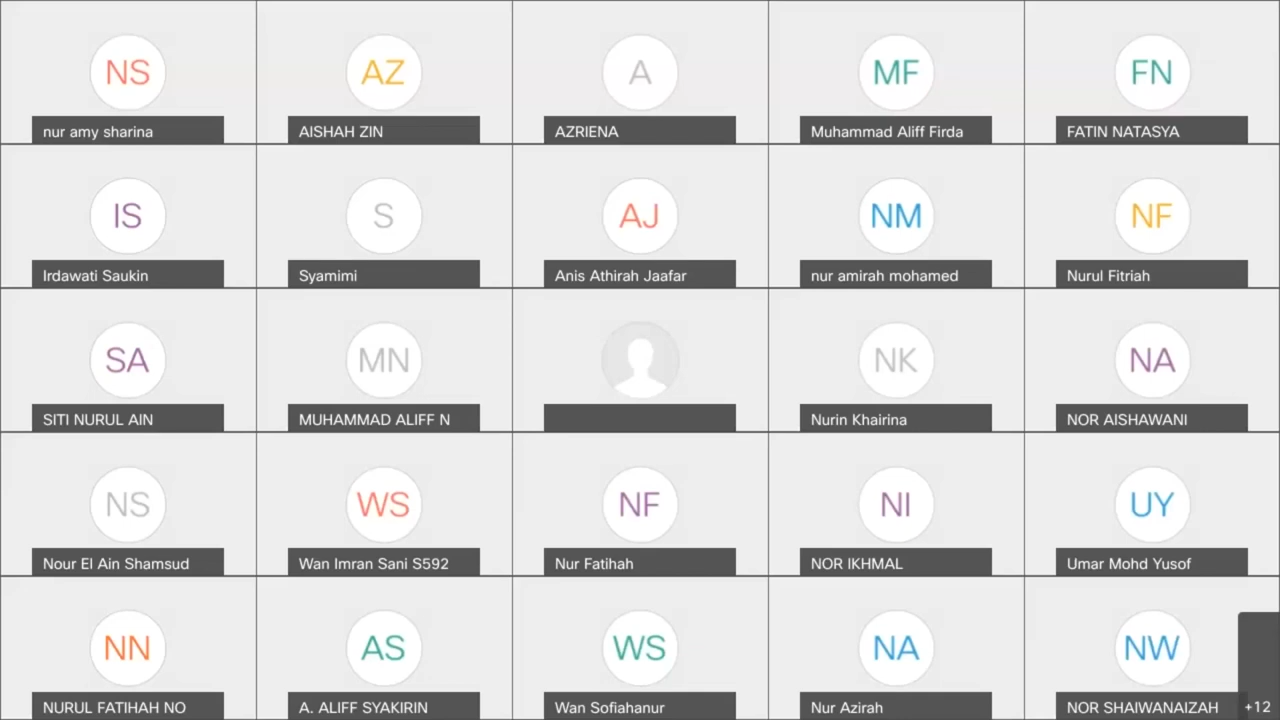 NS
AZ
A
MF
FN
nur amy sharina
AISHAH ZIN
AZRIENA
Muhammad Aliff Firda
FATIN NATASYA
IS
S
AJ
NM
NF
Irdawati Saukin
Syamimi
Anis Athirah Jaafar
nur amirah mohamed
Nurul Fitriah
SA
MN
NK
NA
SITI NURUL AIN
MUHAMMAD ALIFF N
Nurin Khairina
NOR AISHAWANI
NS
WS
NF
NI
UY
Nour El Ain Shamsud
Wan Imran Sani S592
Nur Fatihah
NOR IKHMAL
Umar Mohd Yusof
NN
AS
WS
NA
NW
NURUL FATIHAH NO
A. ALIFF SYAKIRIN
Wan Sofiahanur
Nur Azirah
NOR SHAIWANAIZAH
+12